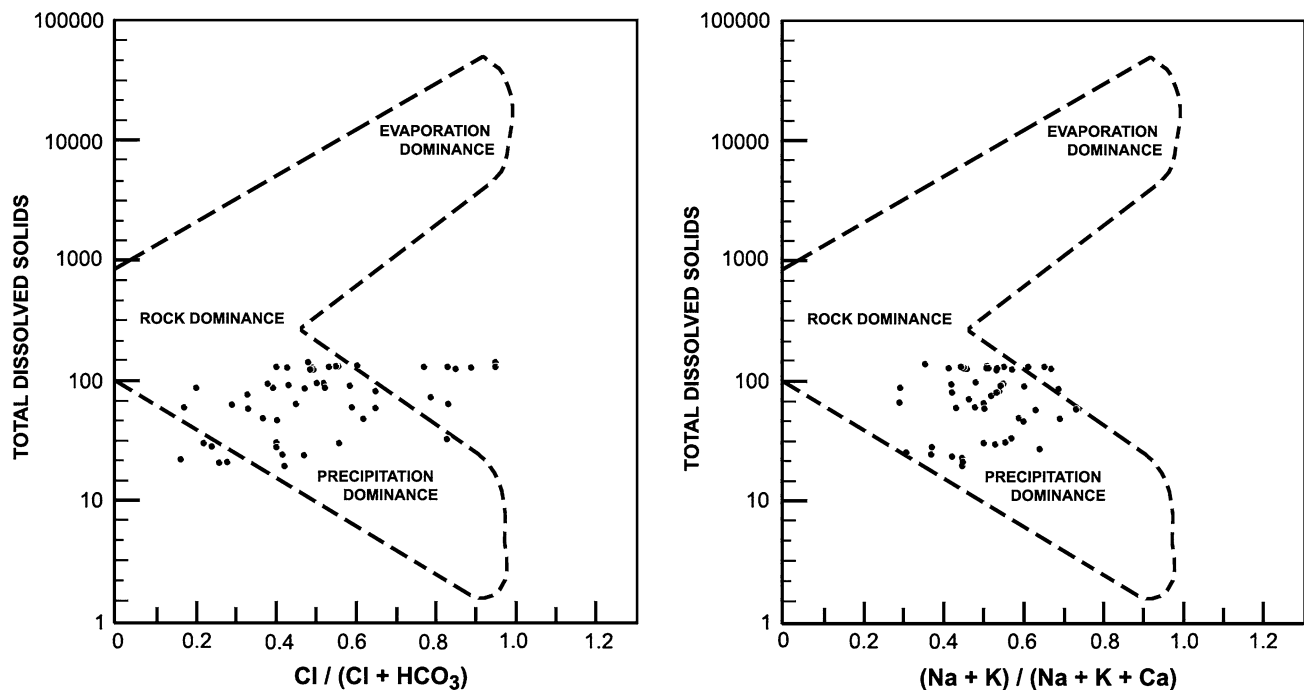 100000
10000
1000
100
10
1
TOTAL DISSOLVED SOLIDS
EVAPORATION
DOMINANCE
ROCK DOMINANCE
PRECIPITATION
DOMINANCE
0
0.2
0.4
0.6
0.8
1.0
1.2
Cl / (Cl + HCO₃)
100000
10000
1000
100
10
1
TOTAL DISSOLVED SOLIDS
EVAPORATION
DOMINANCE
ROCK DOMINANCE
PRECIPITATION
DOMINANCE
0
0.2
0.4
0.6
0.8
1.0
1.2
(Na + K) / (Na + K + Ca)